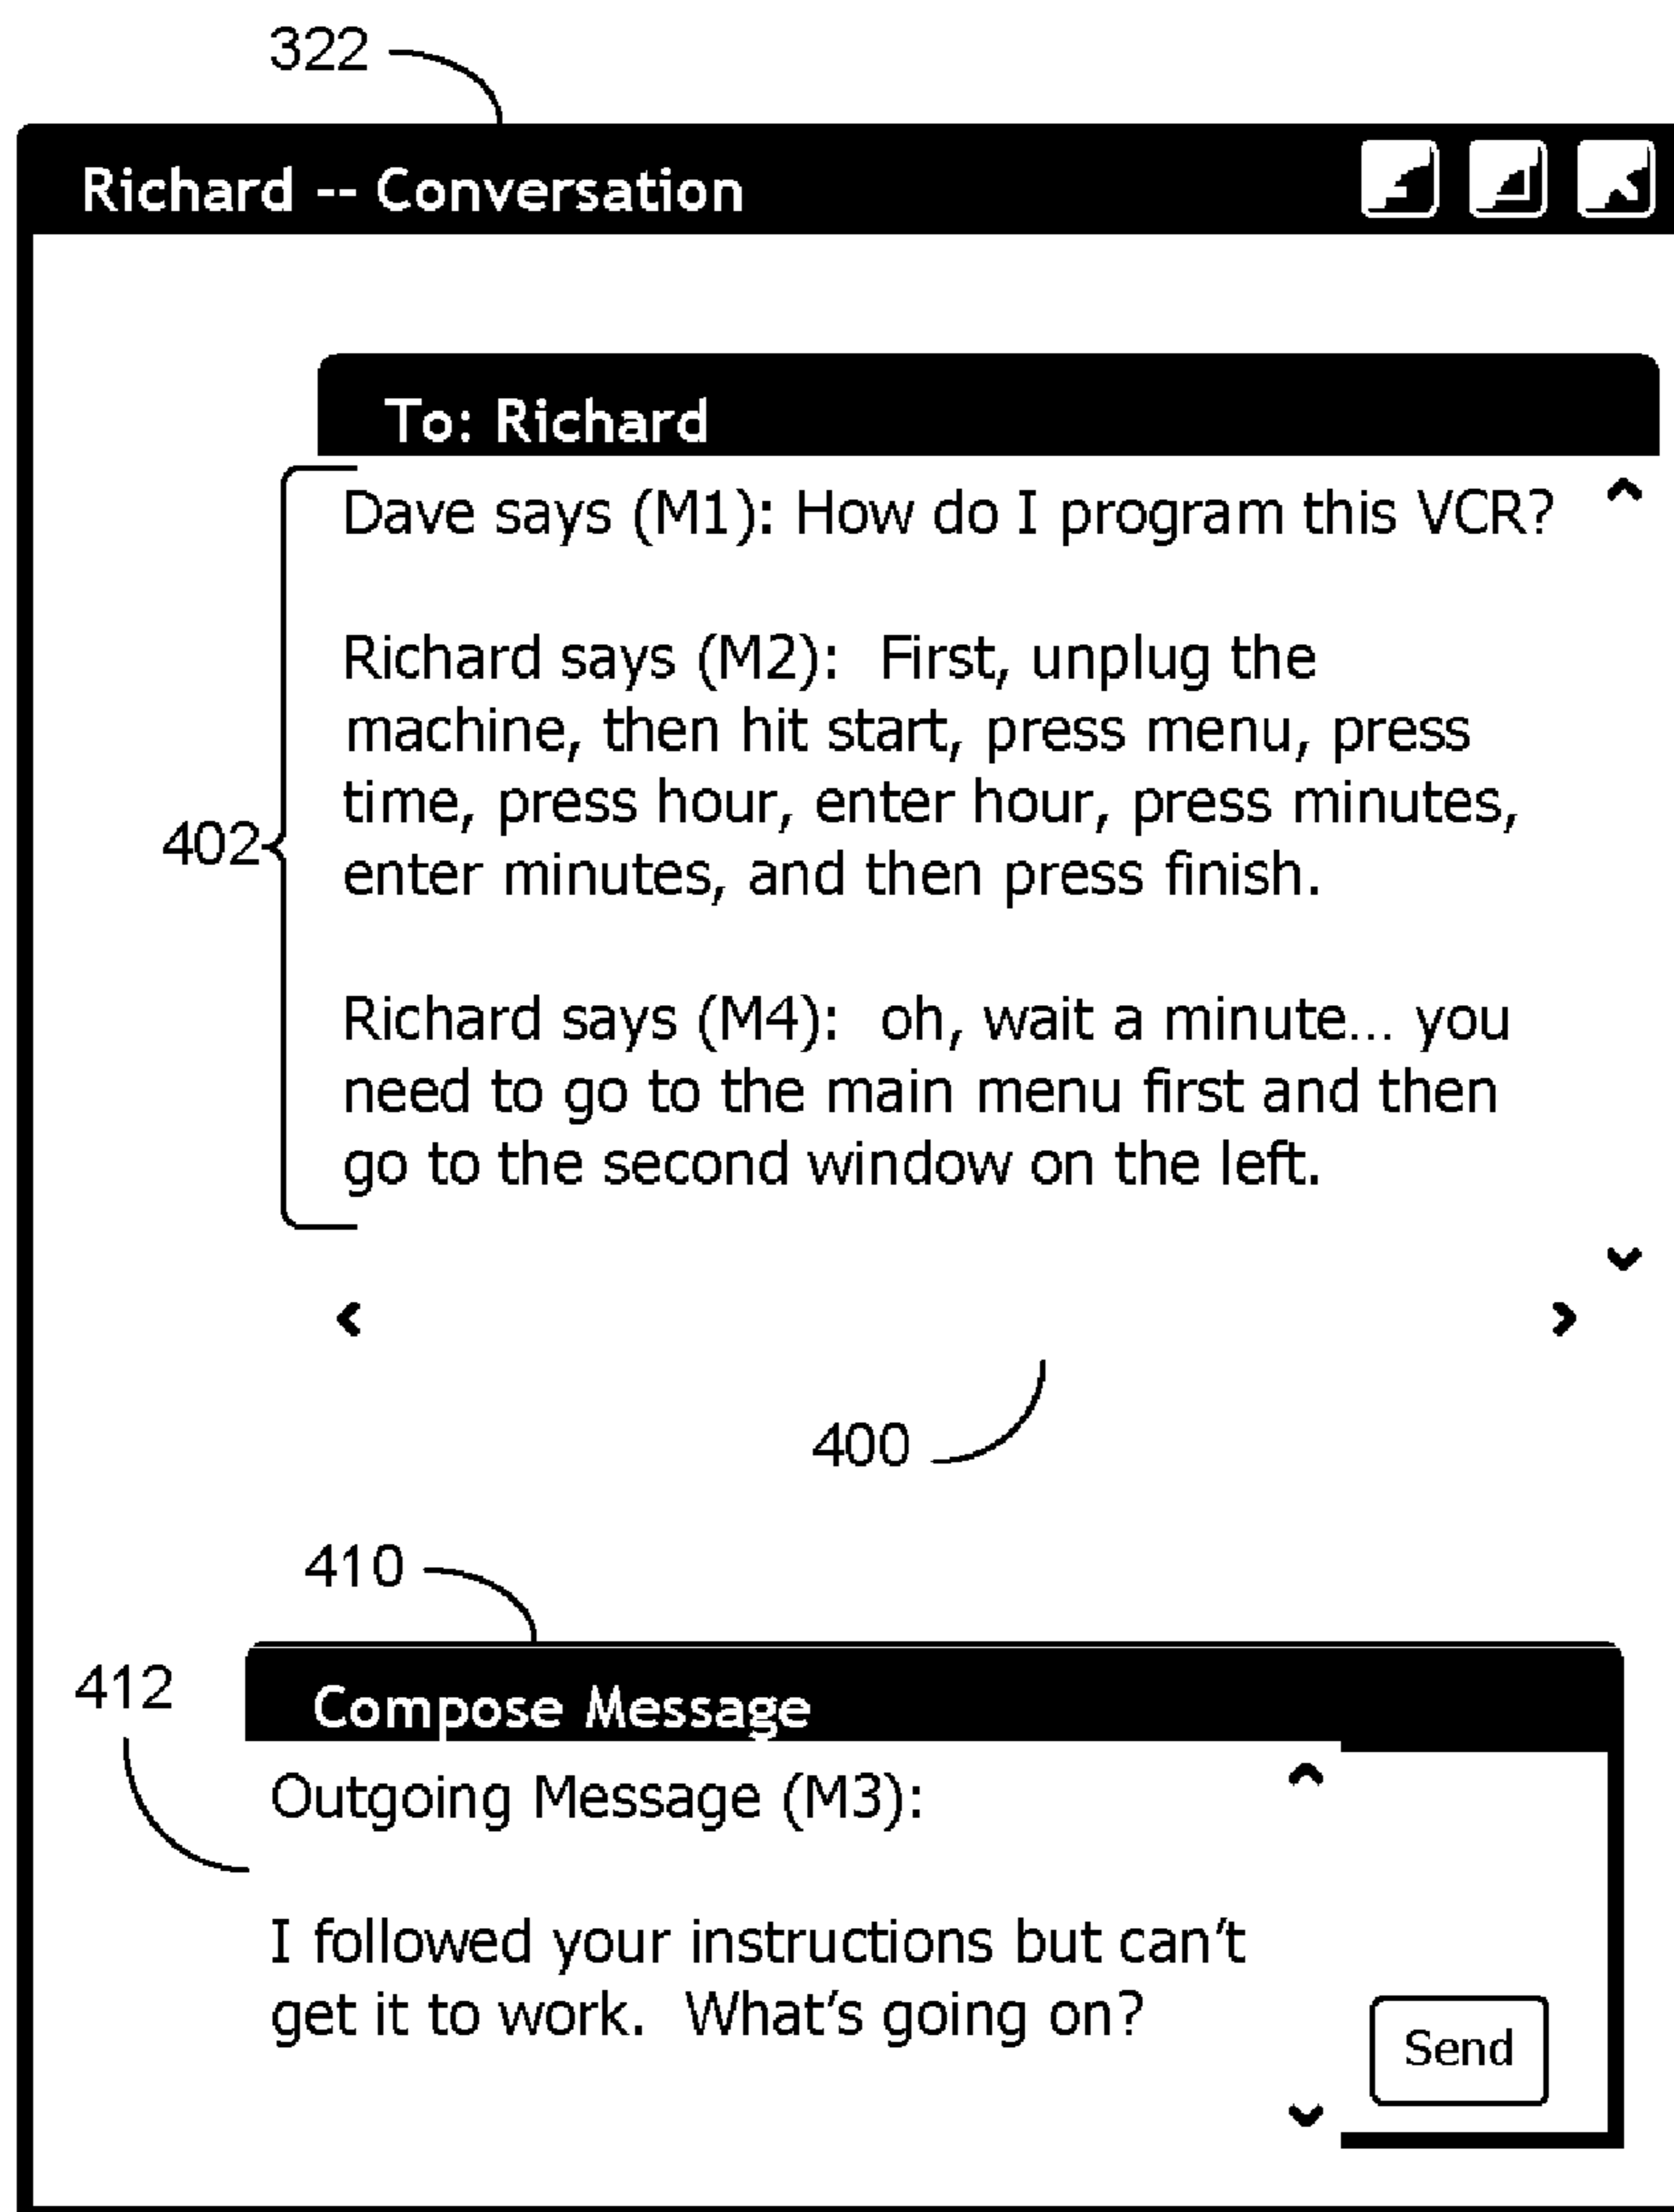 322
Richard -- Conversation
To: Richard
Dave says (M1): How do I program this VCR?
Richard says (M2):  First, unplug the
machine, then hit start, press menu, press
time, press hour, enter hour, press minutes,
402
enter minutes, and then press finish.
Richard says (M4):  oh, wait a minute... you
need to go to the main menu first and then
go to the second window on the left.
400
410
412
Compose Message
Outgoing Message (M3):
I followed your instructions but can't
get it to work.  What's going on?
Send